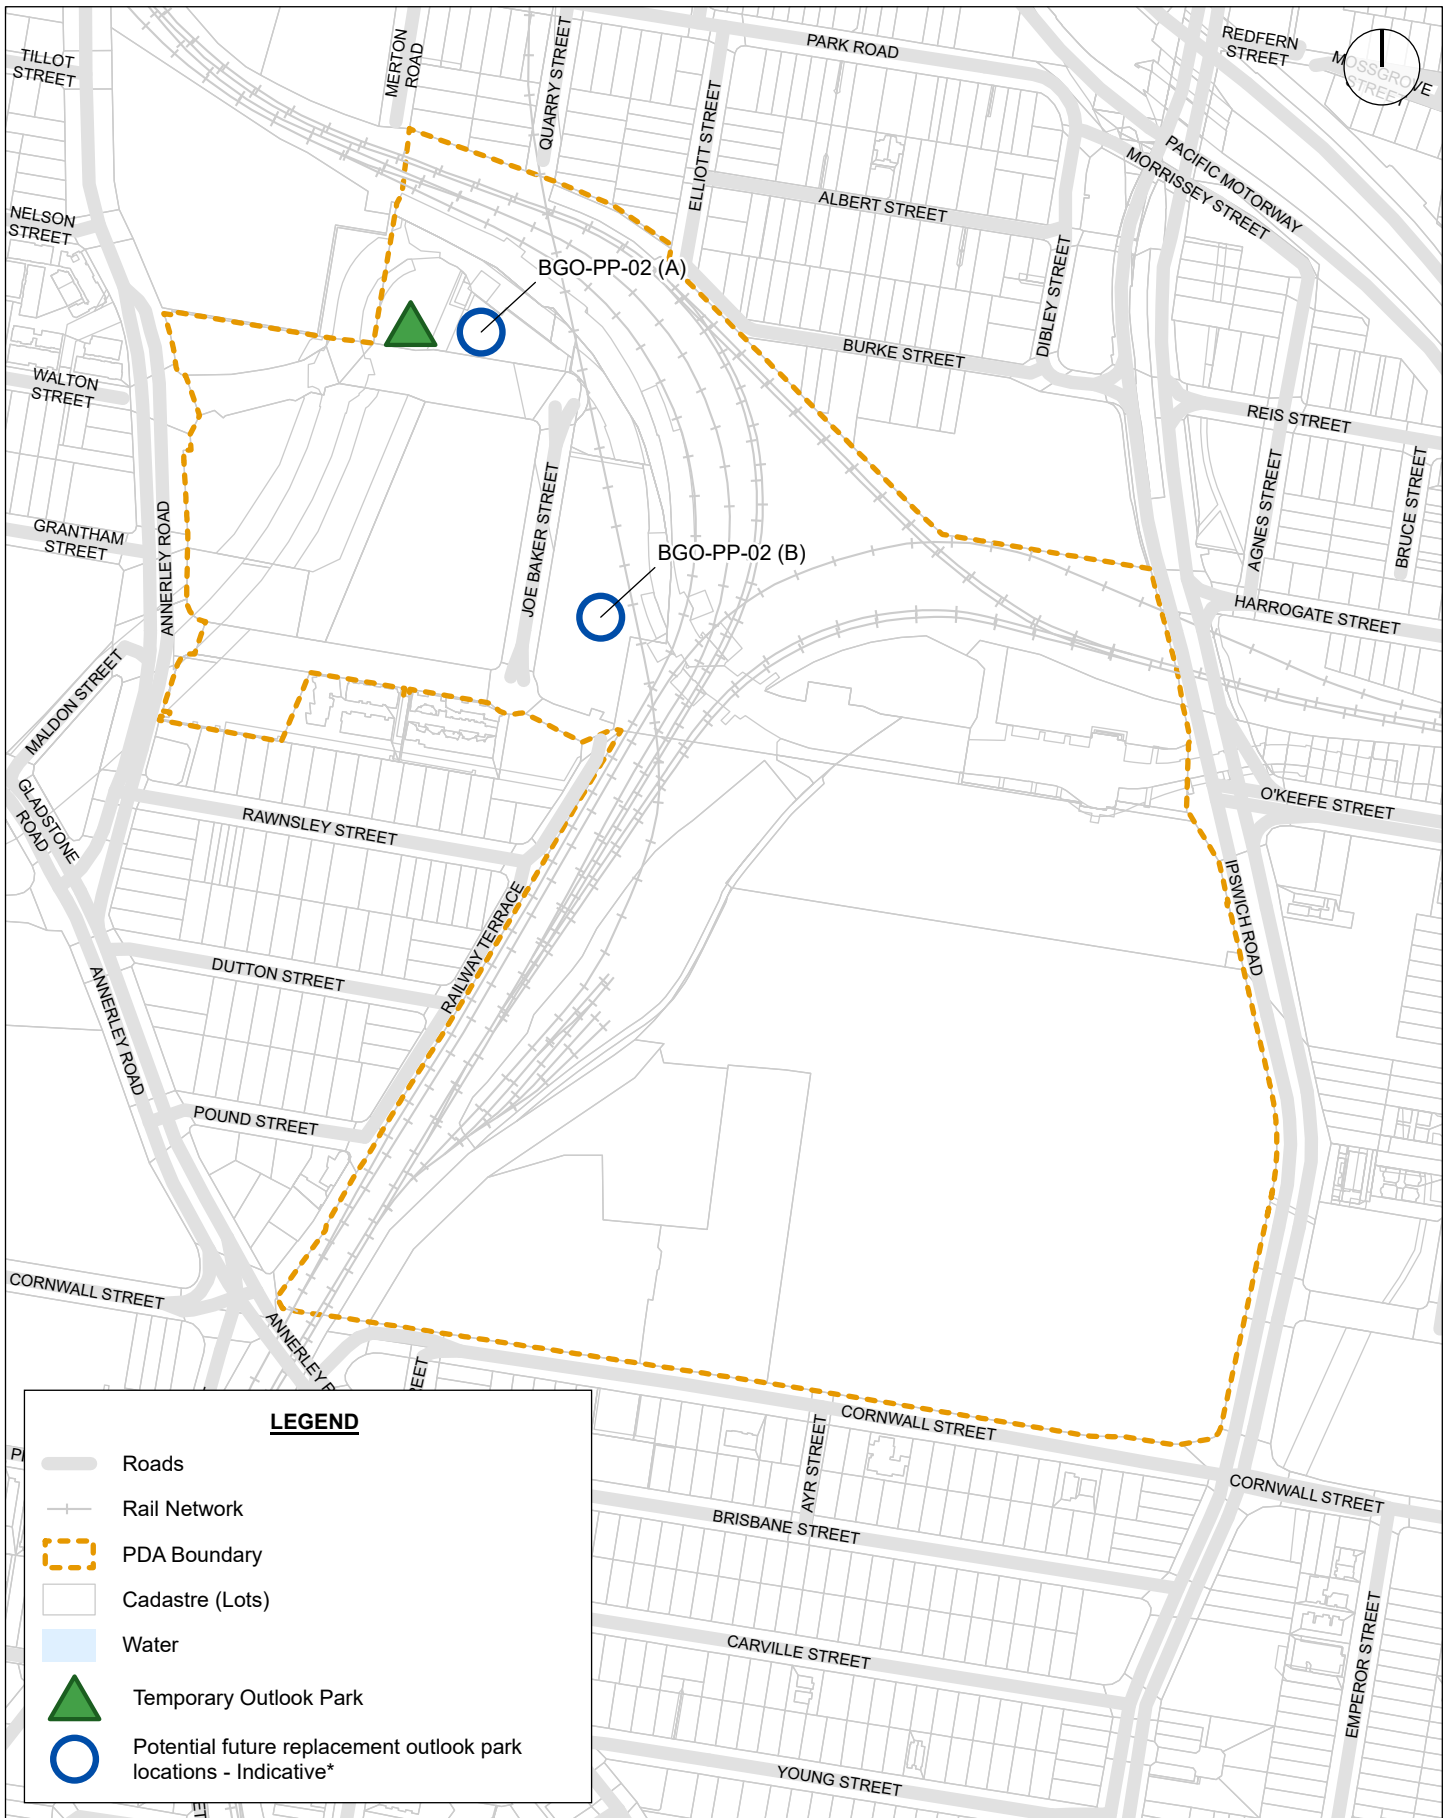 TILLOT
STREET
MERTON
ROAD
QUARRY STREET
PARK ROAD
REDFERN
STREET
MOSSGROVE
STREET
ELLIOTT STREET
PACIFIC MOTORWAY
MORRISSEY STREET
ALBERT STREET
NELSON
STREET
BGO-PP-02 (A)
DIBLEY STREET
BURKE STREET
WALTON
STREET
REIS STREET
AGNES STREET
BRUCE STREET
GRANTHAM
STREET
ANNERLEY ROAD
JOE BAKER STREET
BGO-PP-02 (B)
HARROGATE STREET
MALDON STREET
GLADSTONE
ROAD
RAWNSLEY STREET
O'KEEFE STREET
IPSWICH ROAD
RAILWAY TERRACE
DUTTON STREET
ANNERLEY ROAD
POUND STREET
CORNWALL STREET
ANNERLEY R
REET
CORNWALL STREET
AYR STREET
CORNWALL STREET
BRISBANE STREET
CARVILLE STREET
EMPEROR STREET
YOUNG STREET
LEGEND
Roads
Rail Network
PDA Boundary
Cadastre (Lots)
Water
Temporary Outlook Park
Potential future replacement outlook park
locations - Indicative*